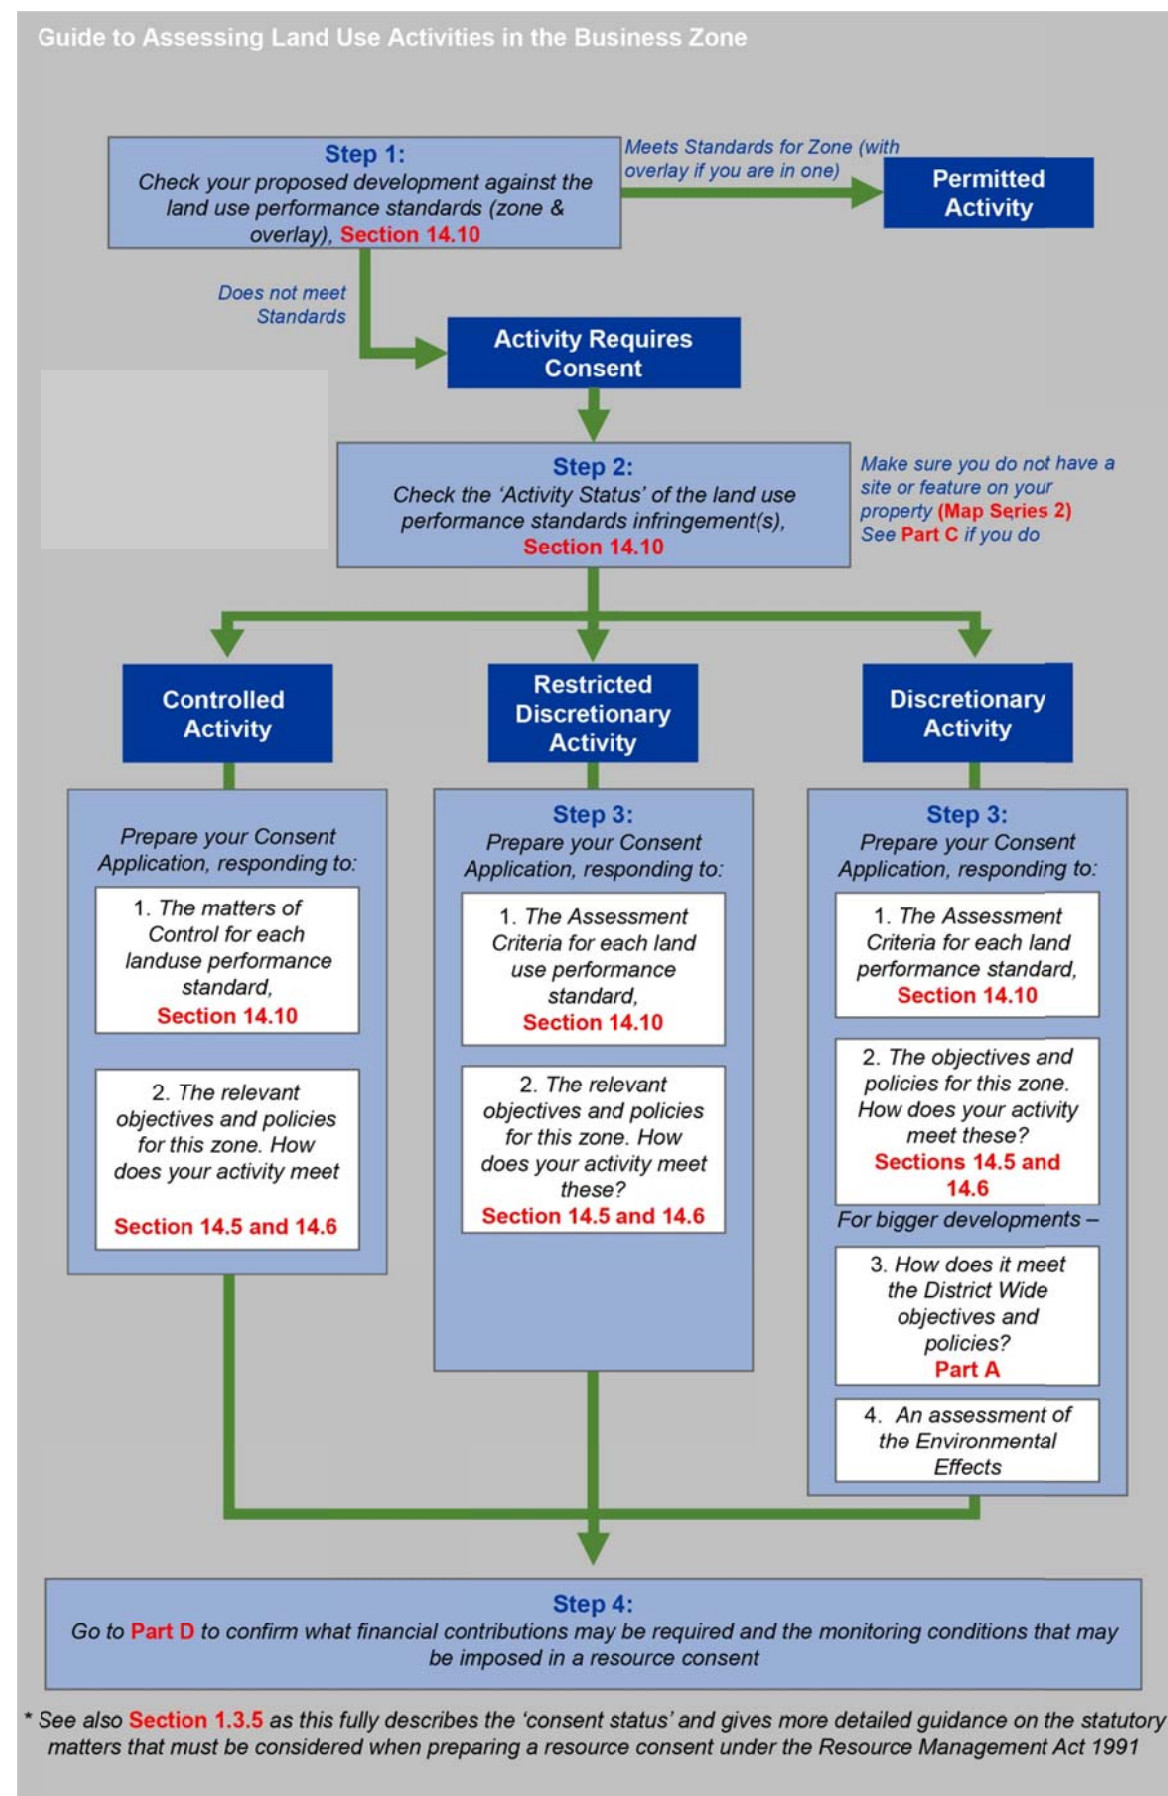 Guide to Assessing Land Use Activities in the Business Zone
Step 1:
Check your proposed development against the
land use performance standards (zone &
overlay), Section 14.10
Meets Standards for Zone (with
overlay if you are in one)
Permitted
Activity
Does not meet
Standards
Activity Requires
Consent
Step 2:
Check the ‘Activity Status’ of the land use
performance standards infringement(s),
Section 14.10
Make sure you do not have a
site or feature on your
property (Map Series 2)
See Part C if you do
Controlled
Activity
Prepare your Consent
Application, responding to:
1. The matters of
Control for each
landuse performance
standard,
Section 14.10
2. The relevant
objectives and policies
for this zone. How
does your activity meet
Section 14.5 and 14.6
Restricted
Discretionary
Activity
Step 3:
Prepare your Consent
Application, responding to:
1. The Assessment
Criteria for each land
use performance
standard,
Section 14.10
2. The relevant
objectives and policies
for this zone. How
does your activity meet
these?
Section 14.5 and 14.6
Discretionary
Activity
Step 3:
Prepare your Consent
Application, responding to:
1. The Assessment
Criteria for each land
performance standard,
Section 14.10
2. The objectives and
policies for this zone.
How does your activity
meet these?
Sections 14.5 and
14.6
For bigger developments –
3. How does it meet
the District Wide
objectives and
policies?
Part A
4. An assessment of
the Environmental
Effects
Step 4:
Go to Part D to confirm what financial contributions may be required and the monitoring conditions that may
be imposed in a resource consent
* See also Section 1.3.5 as this fully describes the ‘consent status’ and gives more detailed guidance on the statutory
matters that must be considered when preparing a resource consent under the Resource Management Act 1991